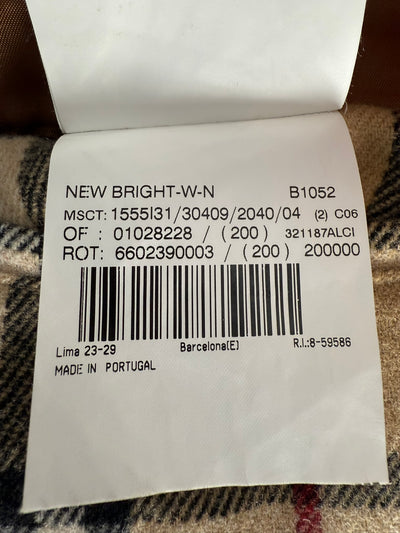 NEW BRIGHT-W-N B1052
MSCT: 1555I31/30409/2040/04 (2) C06
OF : 01028228 / (200) 321187ALCI
ROT: 6602390003 / (200) 200000
Lima 23-29 Barcelona(E) R.I.:8-59586
MADE IN PORTUGAL